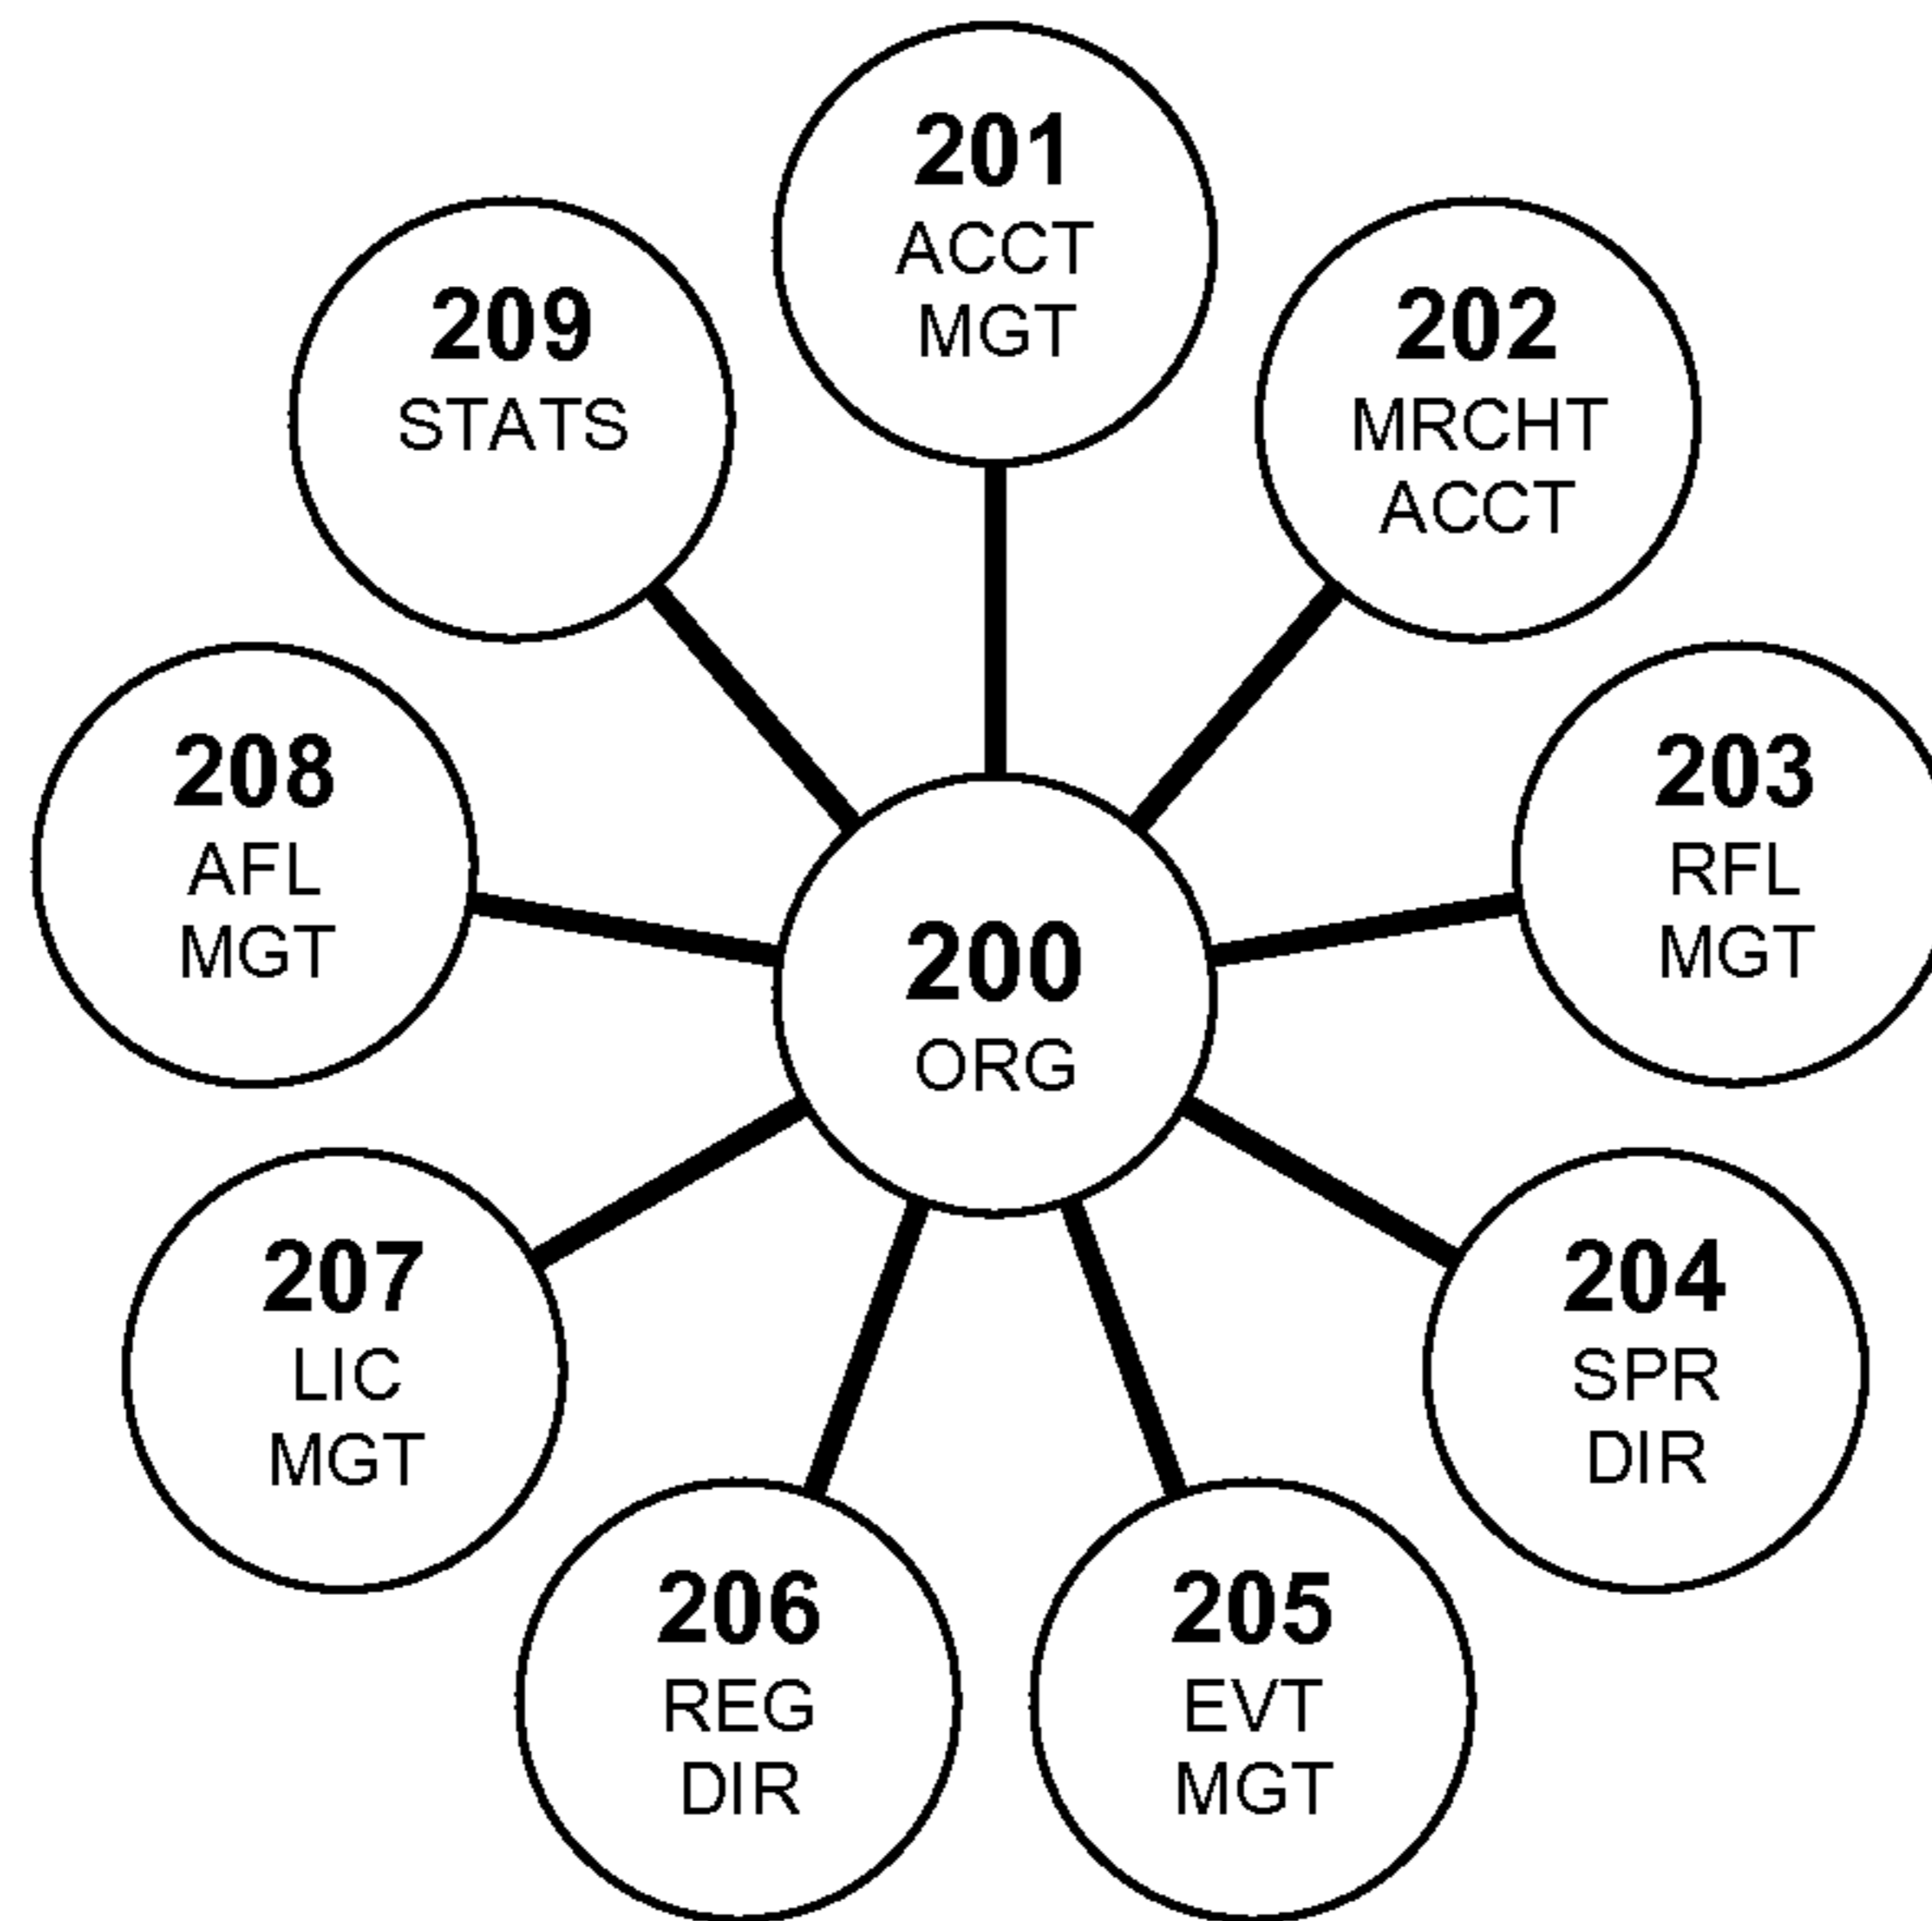 201
ACCT
MGT
209
STATS
202
MRCHT
ACCT
208
AFL
MGT
203
RFL
MGT
200
ORG
207
LIC
MGT
204
SPR
DIR
206
REG
DIR
205
EVT
MGT